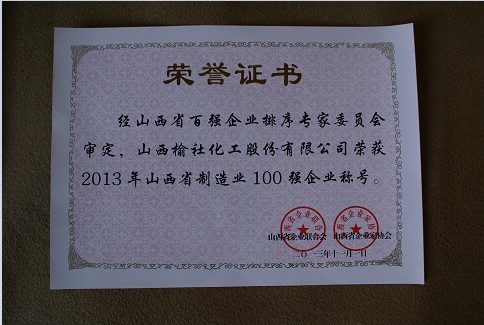 荣誉证书
经山西省百强企业排序专家委员会
审定，山西榆社化工股份有限公司荣获
2013年山西省制造业100强企业称号。
山西省企业联合会 山西省企业家协会
二〇一三年十一月一日